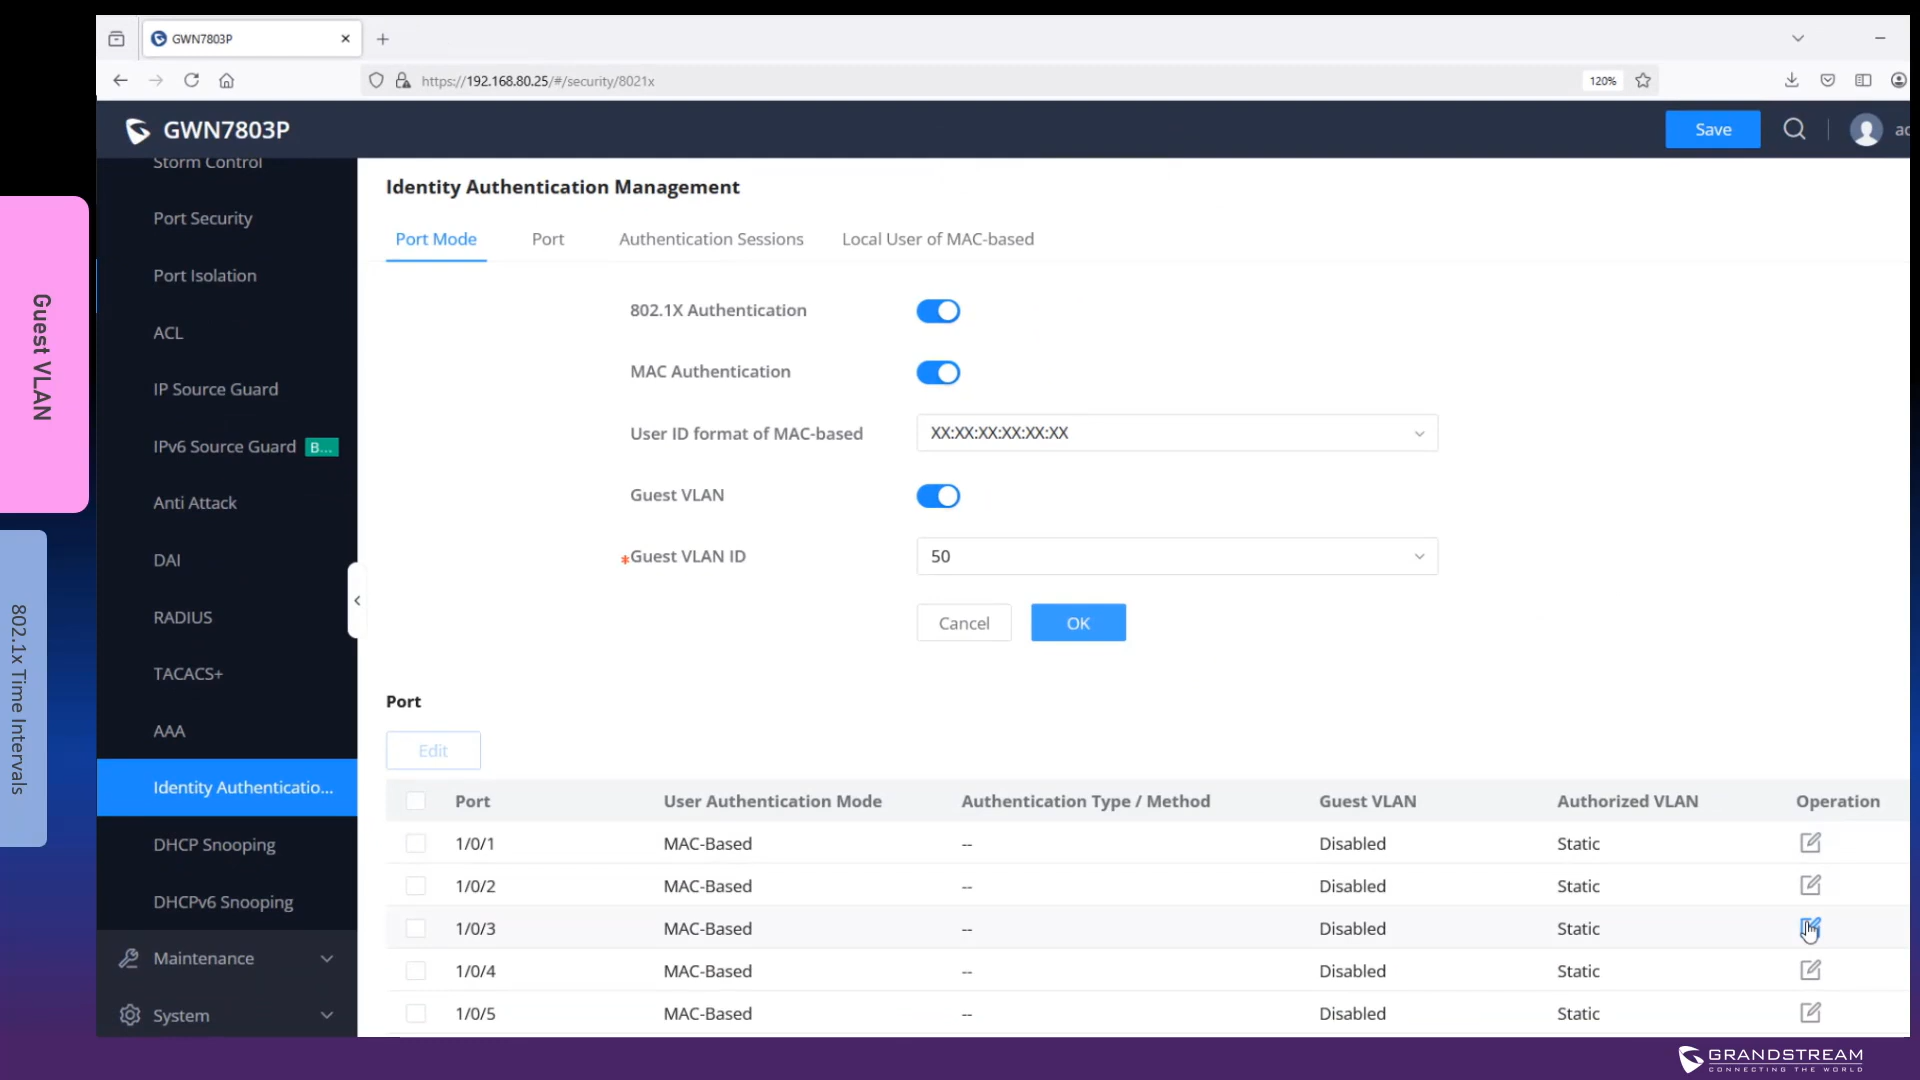 GWN7803P
https://192.168.80.25/#/security/8021x
120%
GWN7803P
Save
Storm Control
Port Security
Port Isolation
ACL
IP Source Guard
IPv6 Source Guard B...
Anti Attack
DAI
RADIUS
TACACS+
AAA
Identity Authenticatio...
DHCP Snooping
DHCPv6 Snooping
Maintenance
System
Guest VLAN
802.1x Time Intervals
Identity Authentication Management
Port Mode Port Authentication Sessions Local User of MAC-based
802.1X Authentication
MAC Authentication
User ID format of MAC-based XX:XX:XX:XX:XX:XX
Guest VLAN
*Guest VLAN ID 50
Cancel OK
Port
Edit
Port User Authentication Mode Authentication Type / Method Guest VLAN Authorized VLAN Operation
1/0/1 MAC-Based -- Disabled Static
1/0/2 MAC-Based -- Disabled Static
1/0/3 MAC-Based -- Disabled Static
1/0/4 MAC-Based -- Disabled Static
1/0/5 MAC-Based -- Disabled Static
GRANDSTREAM
CONNECTING THE WORLD